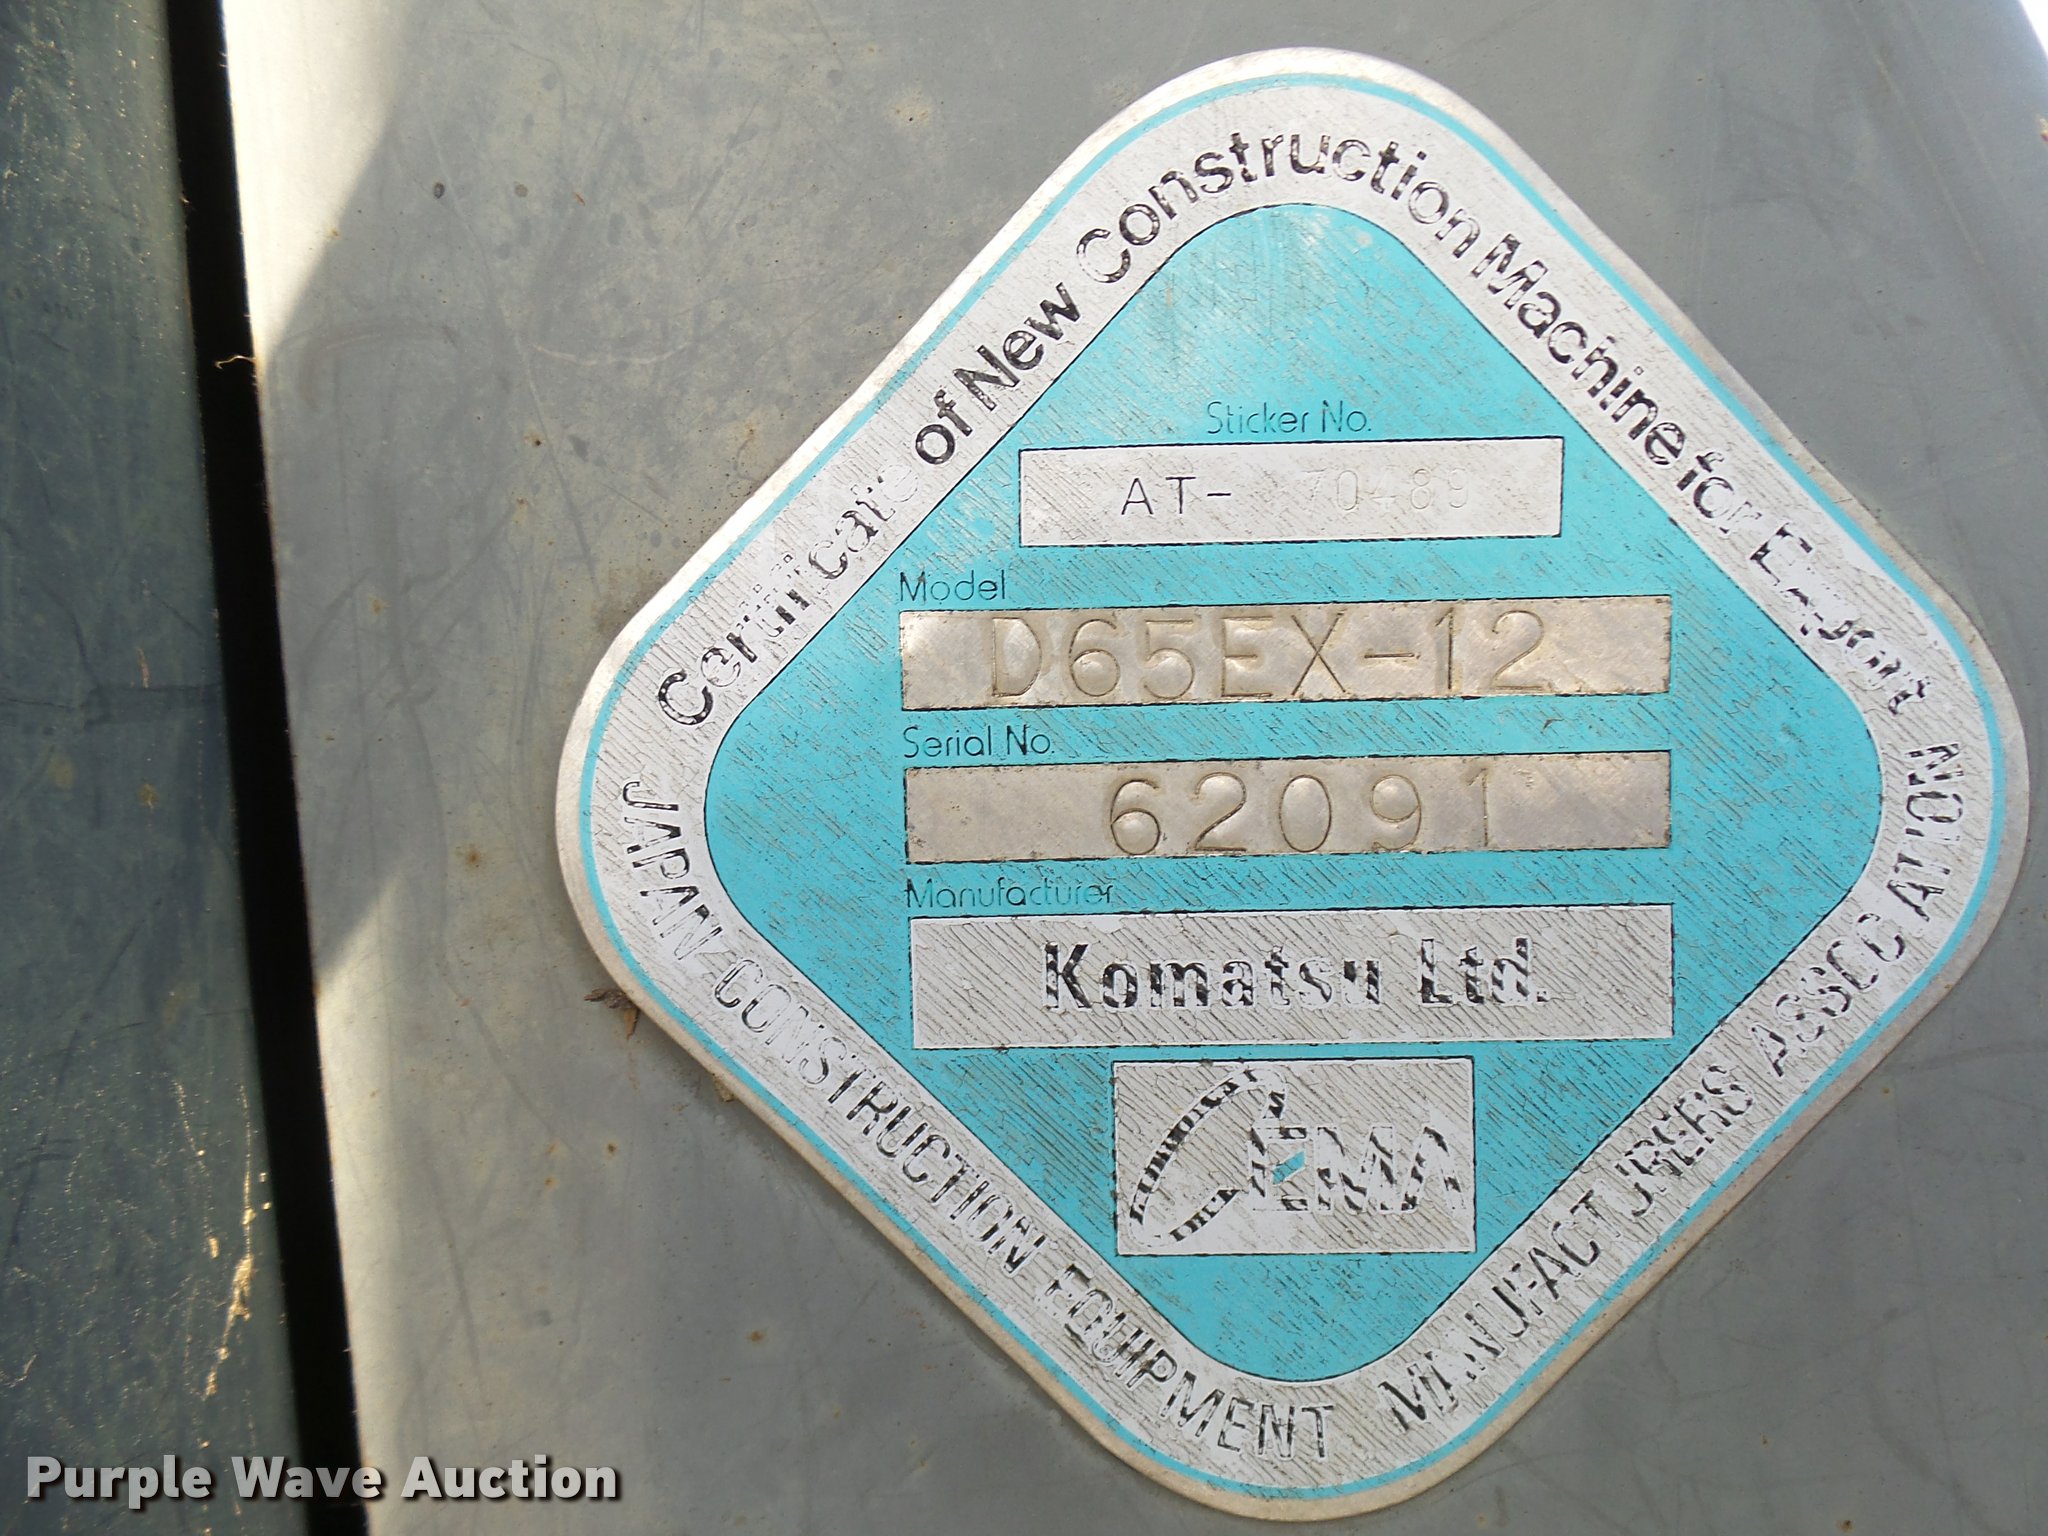 Certificate of New Construction Machine for Export
Sticker No.
AT- 70489
Model
D65EX-12
Serial No.
62091
Manufacturer
Komatsu Ltd.
CEMA
JAPAN CONSTRUCTION EQUIPMENT MANUFACTURERS ASSOCIATION
Purple Wave Auction